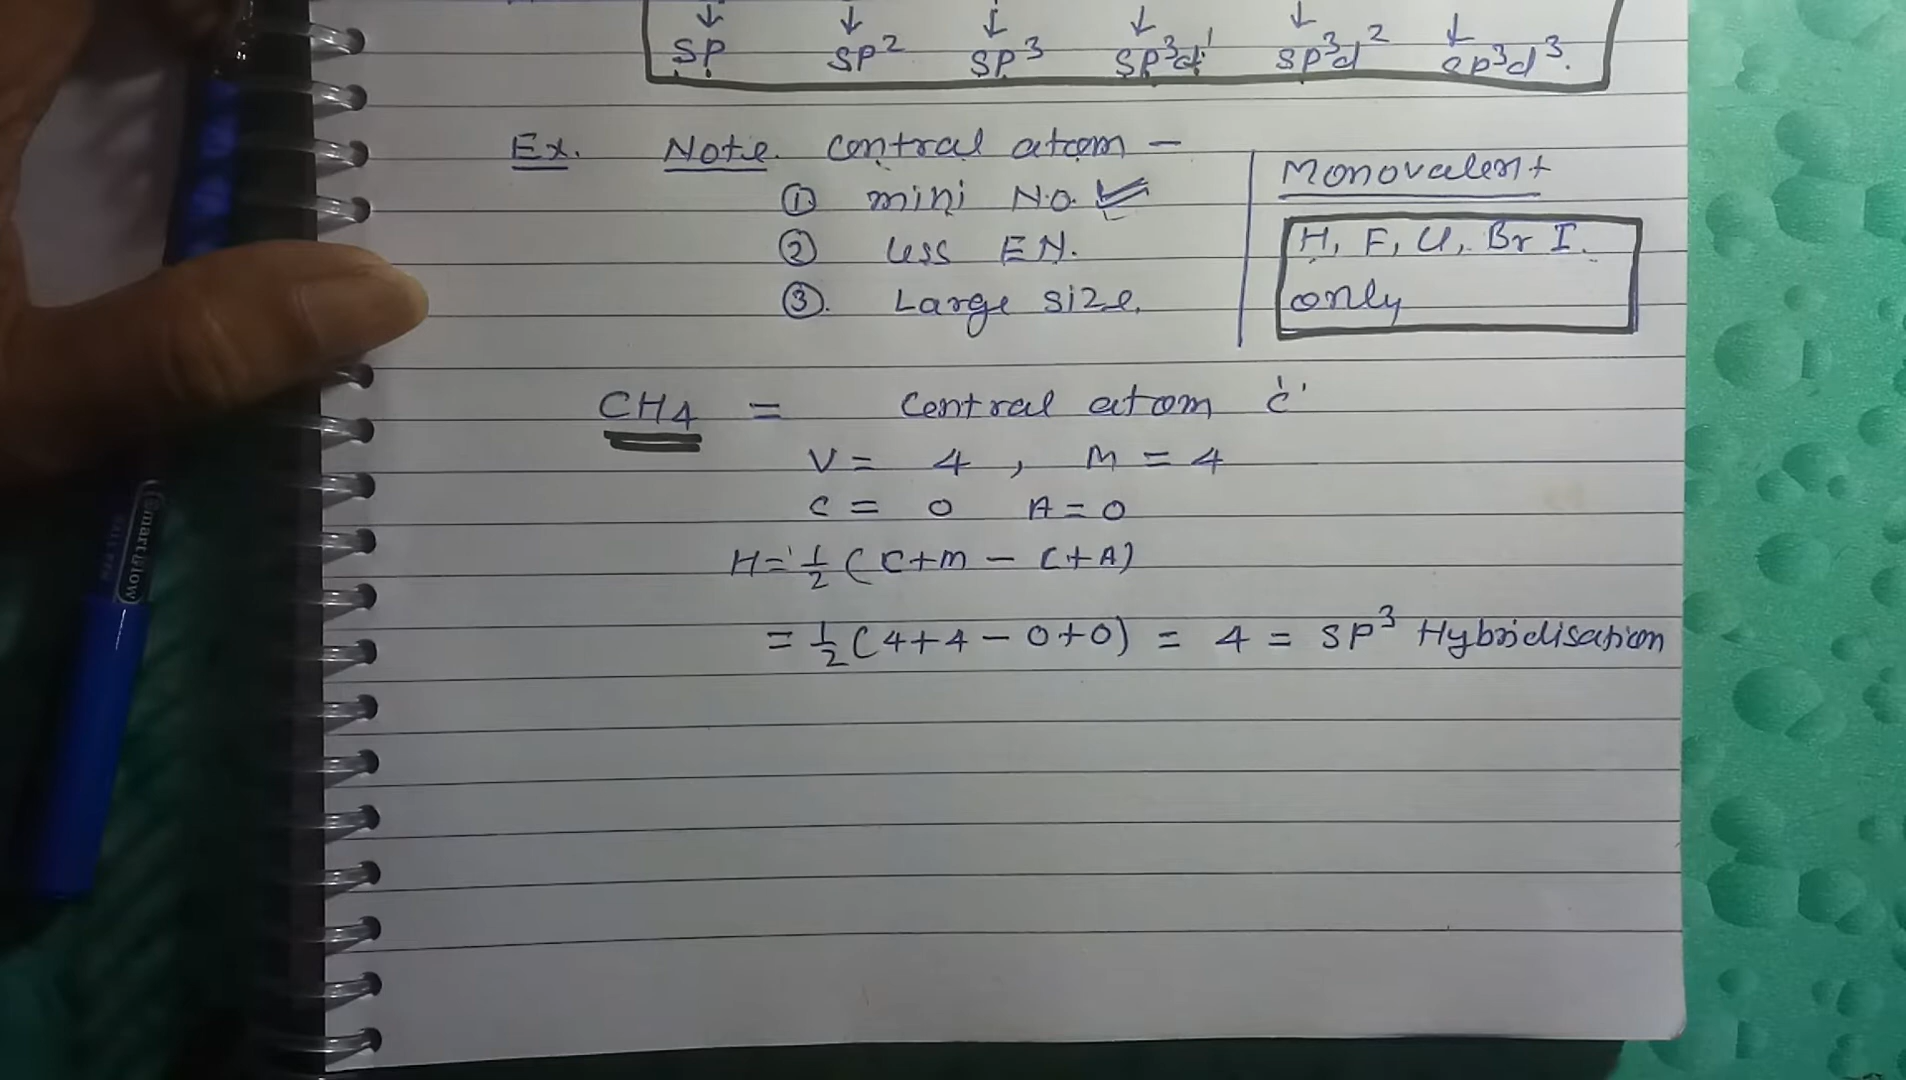 ↓ ↓ ↓ ↓ ↓ ↓
SP SP² SP³ SP³d¹ SP³d² SP³d³.
Ex. Note. Central atom —
① mini N.O.
② Less EN.
③. Large size.
Monovalent
H, F, Cl, Br I.
only
CH₄ = Central atom 'C'
V = 4 , M = 4
C = 0 A = 0
H = ½ (C+M - C+A)
= ½ (4+4 - 0+0) = 4 = SP³ Hybridisation
Smartflow